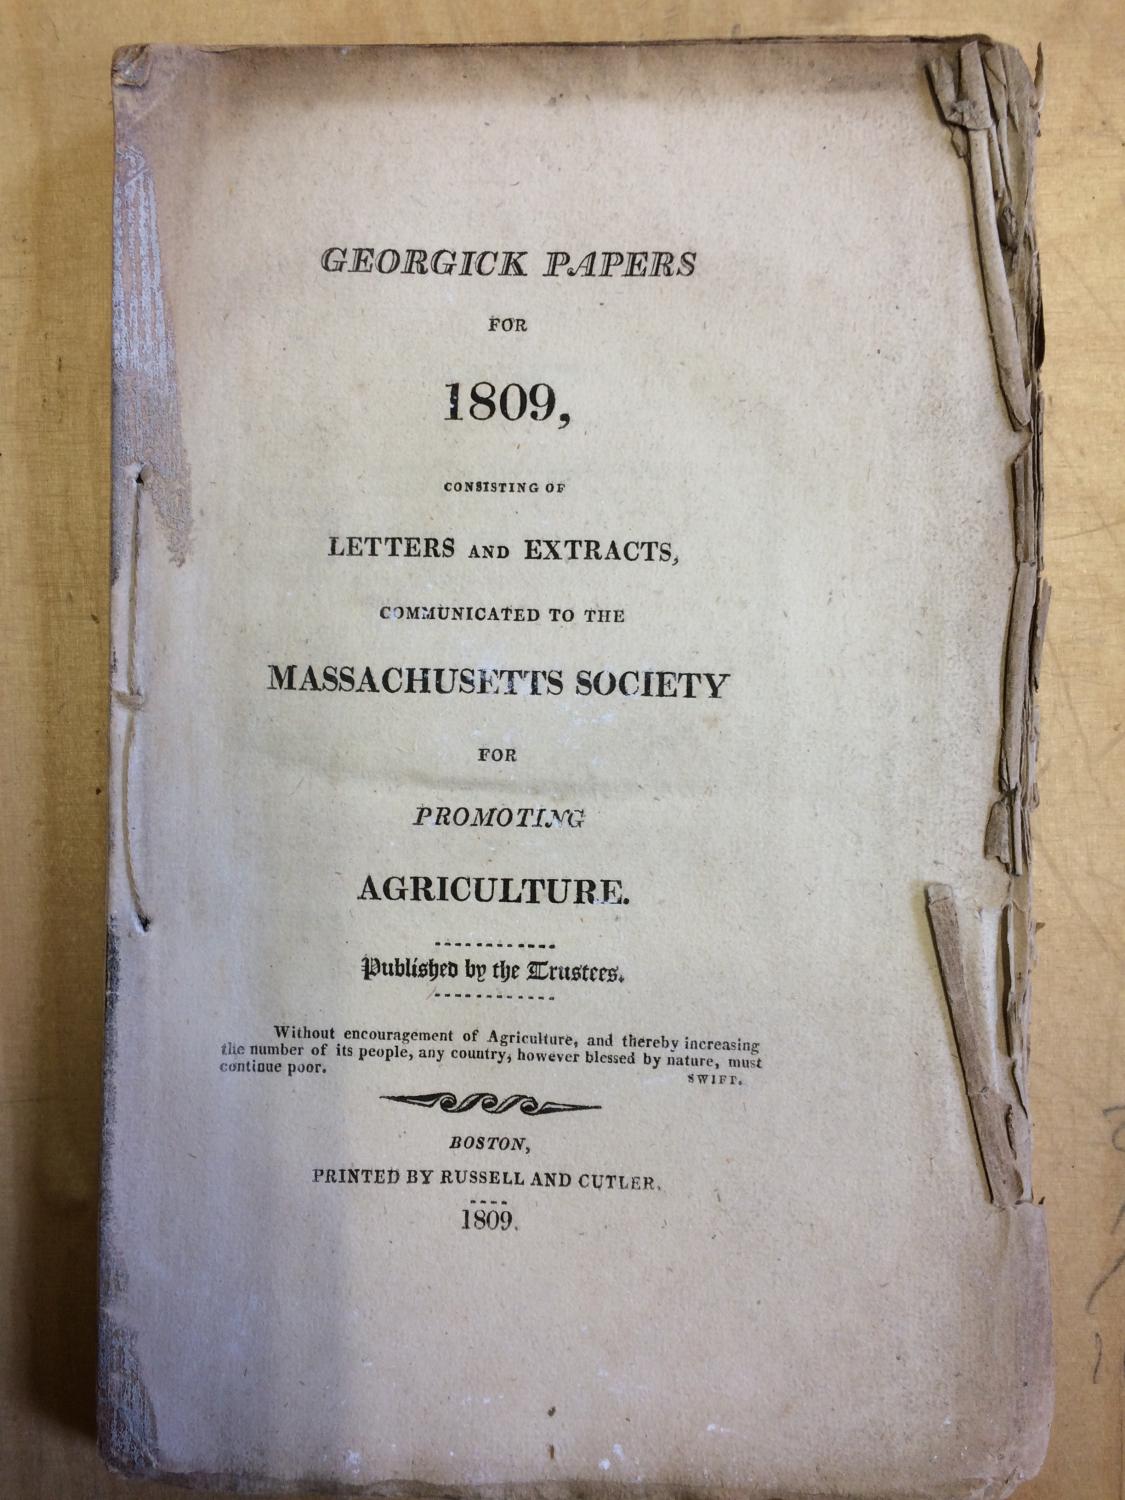 GEORGICK PAPERS
FOR
1809,
CONSISTING OF
LETTERS AND EXTRACTS,
COMMUNICATED TO THE
MASSACHUSETTS SOCIETY
FOR
PROMOTING
AGRICULTURE.
Published by the Trustees.
Without encouragement of Agriculture, and thereby increasing
the number of its people, any country, however blessed by nature, must
continue poor.
SWIFT.
BOSTON,
PRINTED BY RUSSELL AND CUTLER.
1809.